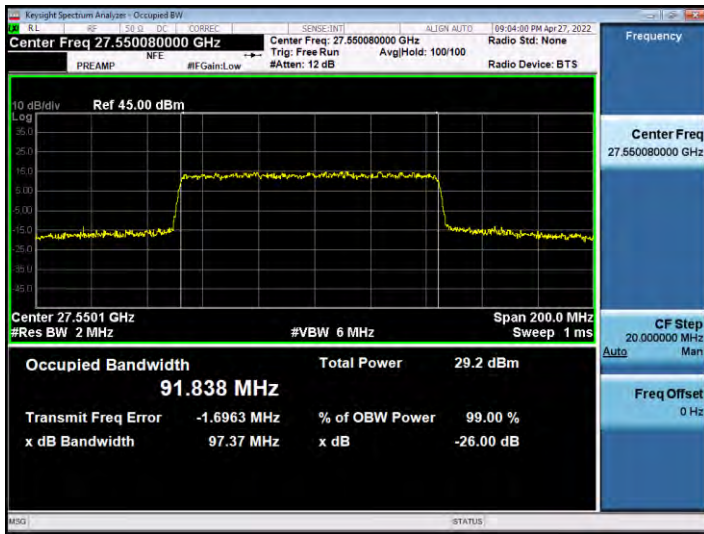 Keysight Spectrum Analyzer - Occupied BW
RL RF 50 Ω DC CORREC SENSE:INT ALIGN AUTO 09:04:00 PM Apr 27, 2022
Center Freq 27.550080000 GHz
Center Freq: 27.550080000 GHz
Radio Std: None
NFE
Trig: Free Run Avg|Hold: 100/100
PREAMP #IFGain:Low #Atten: 12 dB Radio Device: BTS
Frequency
10 dB/div Ref 45.00 dBm
Log
35.0
25.0
15.0
5.00
-5.00
-15.0
-25.0
-35.0
-45.0
Center Freq
27.550080000 GHz
Center 27.5501 GHz Span 200.0 MHz
#Res BW 2 MHz #VBW 6 MHz Sweep 1 ms
CF Step
20.000000 MHz
Auto Man
Freq Offset
0 Hz
Occupied Bandwidth Total Power 29.2 dBm
91.838 MHz
Transmit Freq Error -1.6963 MHz % of OBW Power 99.00 %
x dB Bandwidth 97.37 MHz x dB -26.00 dB
MSG STATUS